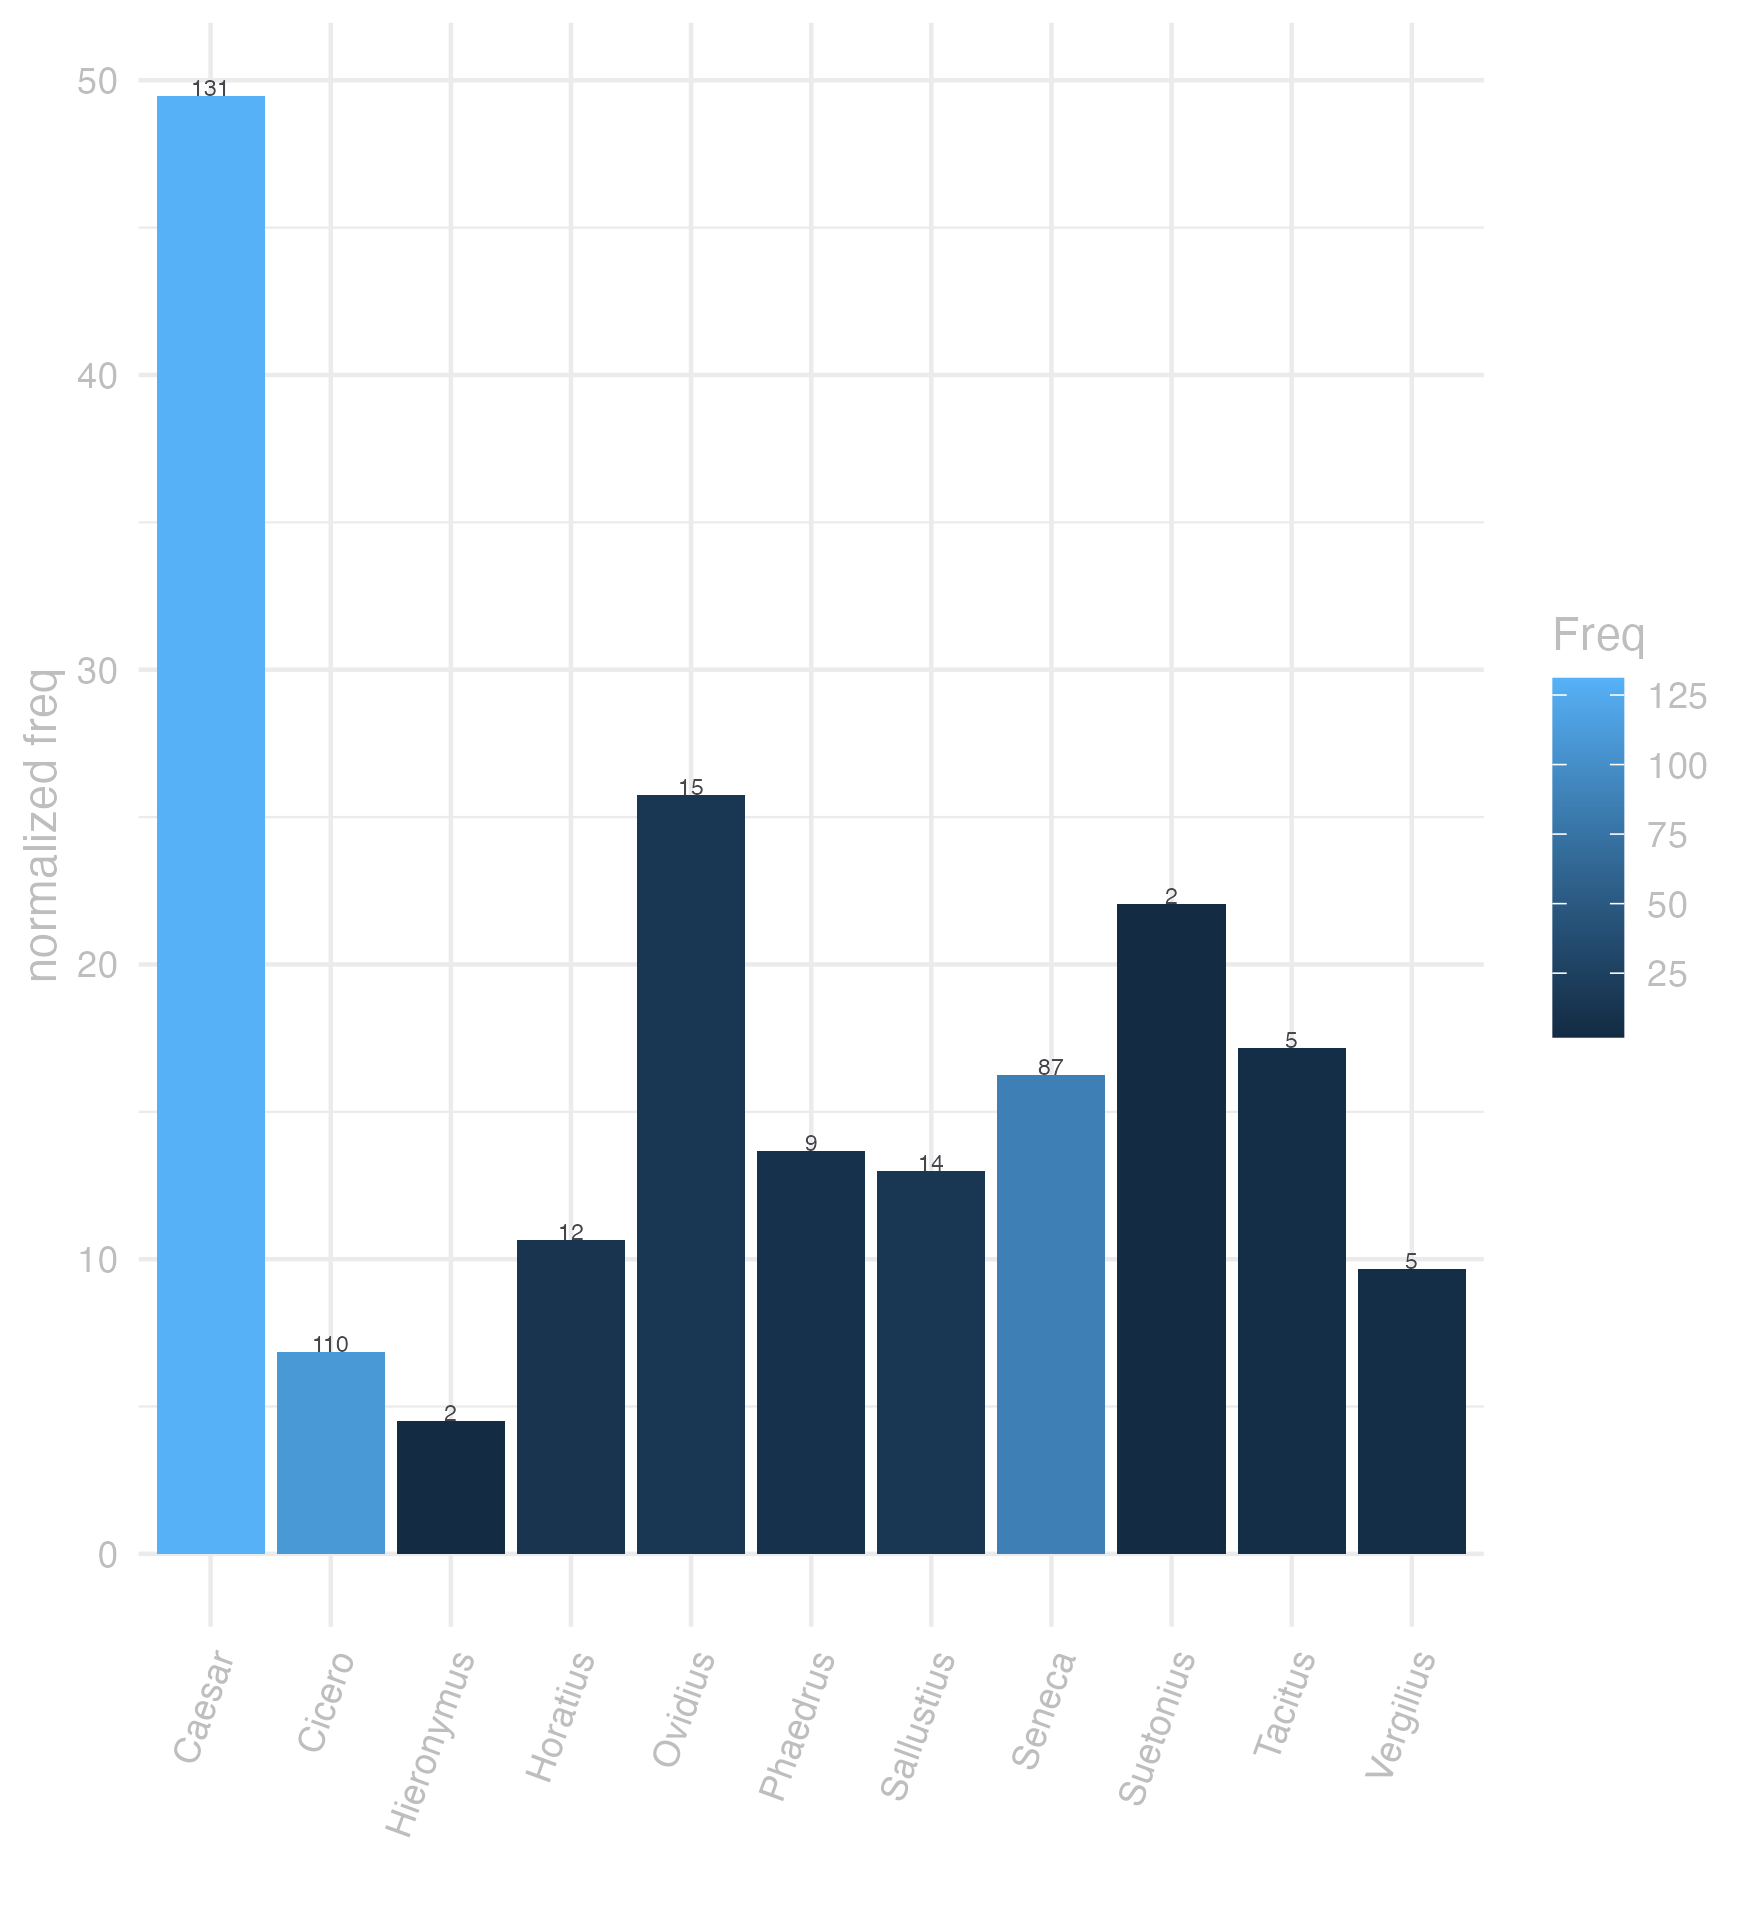 normalized freq
50
40
30
20
10
0
131
110
2
12
15
9
14
87
2
5
5
Caesar
Cicero
Hieronymus
Horatius
Ovidius
Phaedrus
Sallustius
Seneca
Suetonius
Tacitus
Vergilius
Freq
125
100
75
50
25